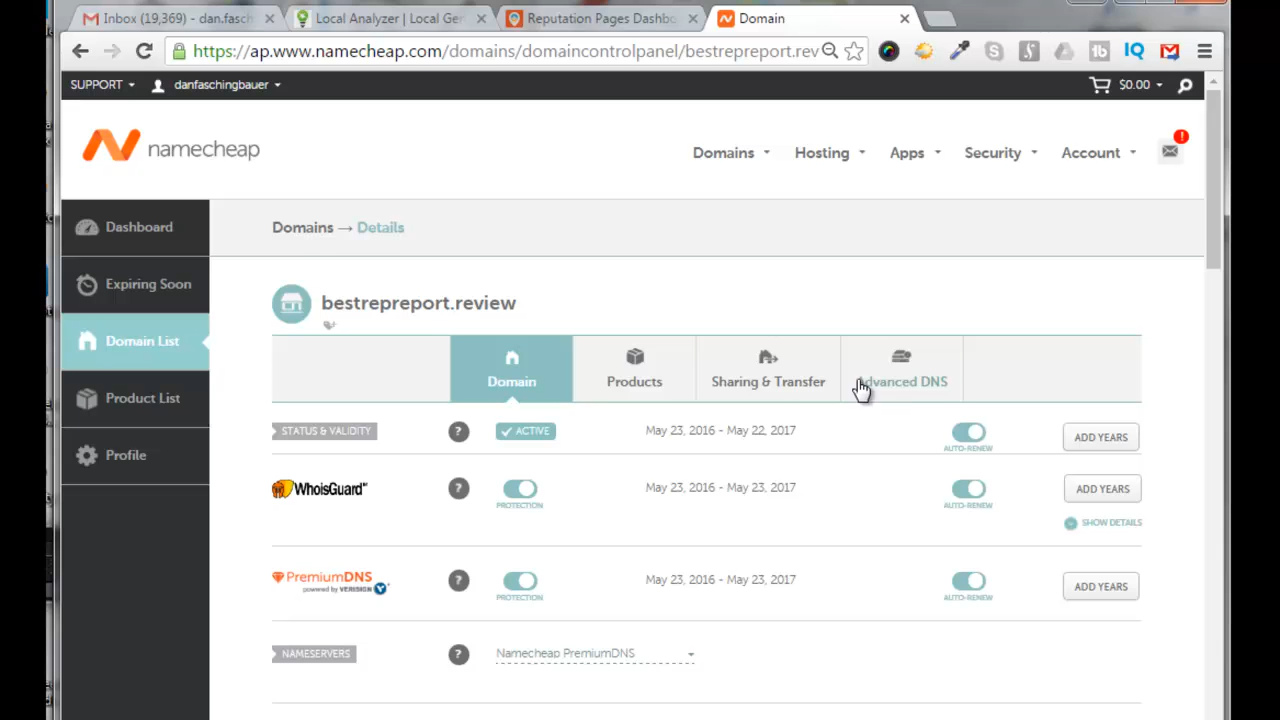 Inbox (19,369) - dan.fasch
Local Analyzer | Local Ger
Reputation Pages Dashbo
Domain
https://ap.www.namecheap.com/domains/domaincontrolpanel/bestrepreport.rev
SUPPORT
danfaschingbauer
$0.00
namecheap
Domains
Hosting
Apps
Security
Account
Dashboard
Expiring Soon
Domain List
Product List
Profile
Domains → Details
bestrepreport.review
Domain
Products
Sharing & Transfer
Advanced DNS
STATUS & VALIDITY
?
ACTIVE
May 23, 2016 - May 22, 2017
AUTO-RENEW
ADD YEARS
WhoisGuard
?
PROTECTION
May 23, 2016 - May 23, 2017
AUTO-RENEW
ADD YEARS
SHOW DETAILS
PremiumDNS
powered by VERISIGN
?
PROTECTION
May 23, 2016 - May 23, 2017
AUTO-RENEW
ADD YEARS
NAMESERVERS
?
Namecheap PremiumDNS